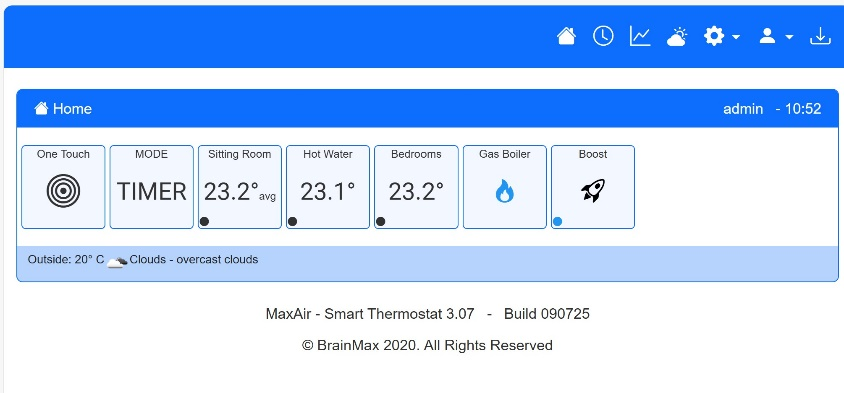 Home
admin - 10:52
One Touch
MODE
TIMER
Sitting Room
23.2°avg
Hot Water
23.1°
Bedrooms
23.2°
Gas Boiler
Boost
Outside: 20° C Clouds - overcast clouds
MaxAir - Smart Thermostat 3.07 - Build 090725
© BrainMax 2020. All Rights Reserved